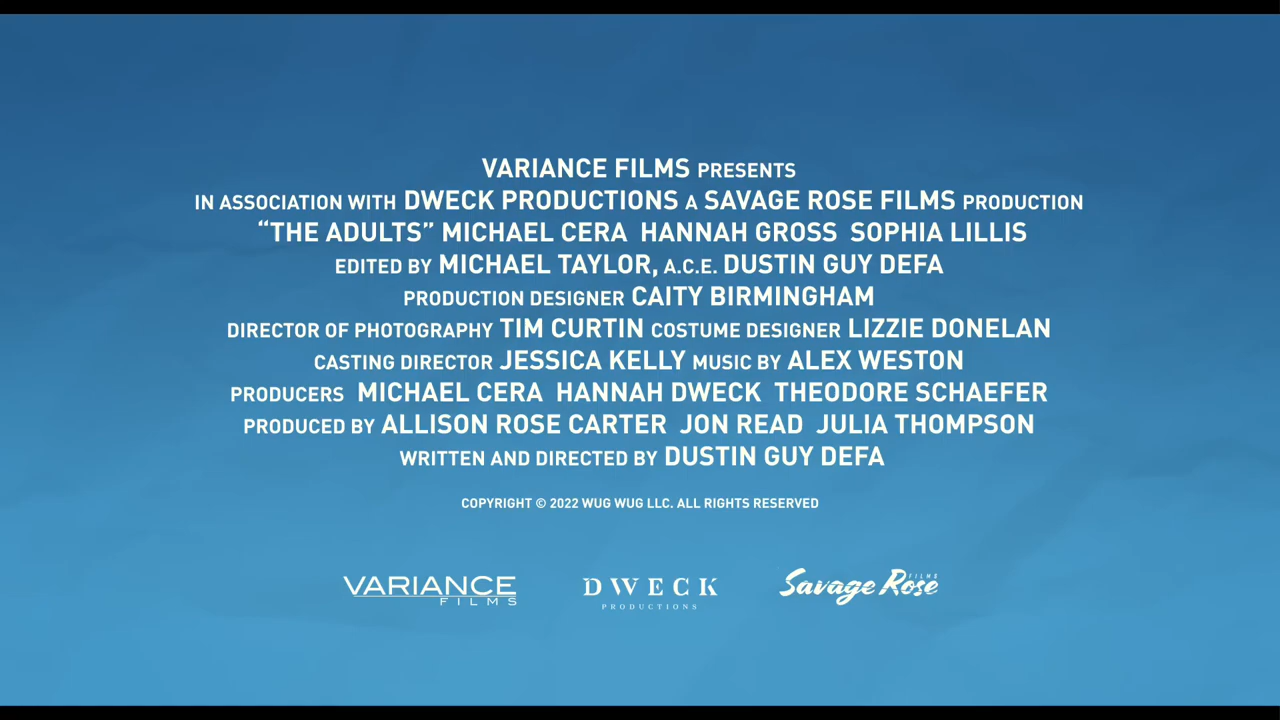 VARIANCE FILMS PRESENTS
IN ASSOCIATION WITH DWECK PRODUCTIONS A SAVAGE ROSE FILMS PRODUCTION
“THE ADULTS” MICHAEL CERA HANNAH GROSS SOPHIA LILLIS
EDITED BY MICHAEL TAYLOR, A.C.E. DUSTIN GUY DEFA
PRODUCTION DESIGNER CAITY BIRMINGHAM
DIRECTOR OF PHOTOGRAPHY TIM CURTIN COSTUME DESIGNER LIZZIE DONELAN
CASTING DIRECTOR JESSICA KELLY MUSIC BY ALEX WESTON
PRODUCERS MICHAEL CERA HANNAH DWECK THEODORE SCHAEFER
PRODUCED BY ALLISON ROSE CARTER JON READ JULIA THOMPSON
WRITTEN AND DIRECTED BY DUSTIN GUY DEFA
COPYRIGHT © 2022 WUG WUG LLC. ALL RIGHTS RESERVED
VARIANCE
FILMS
DWECK
PRODUCTIONS
Savage Rose
FILMS